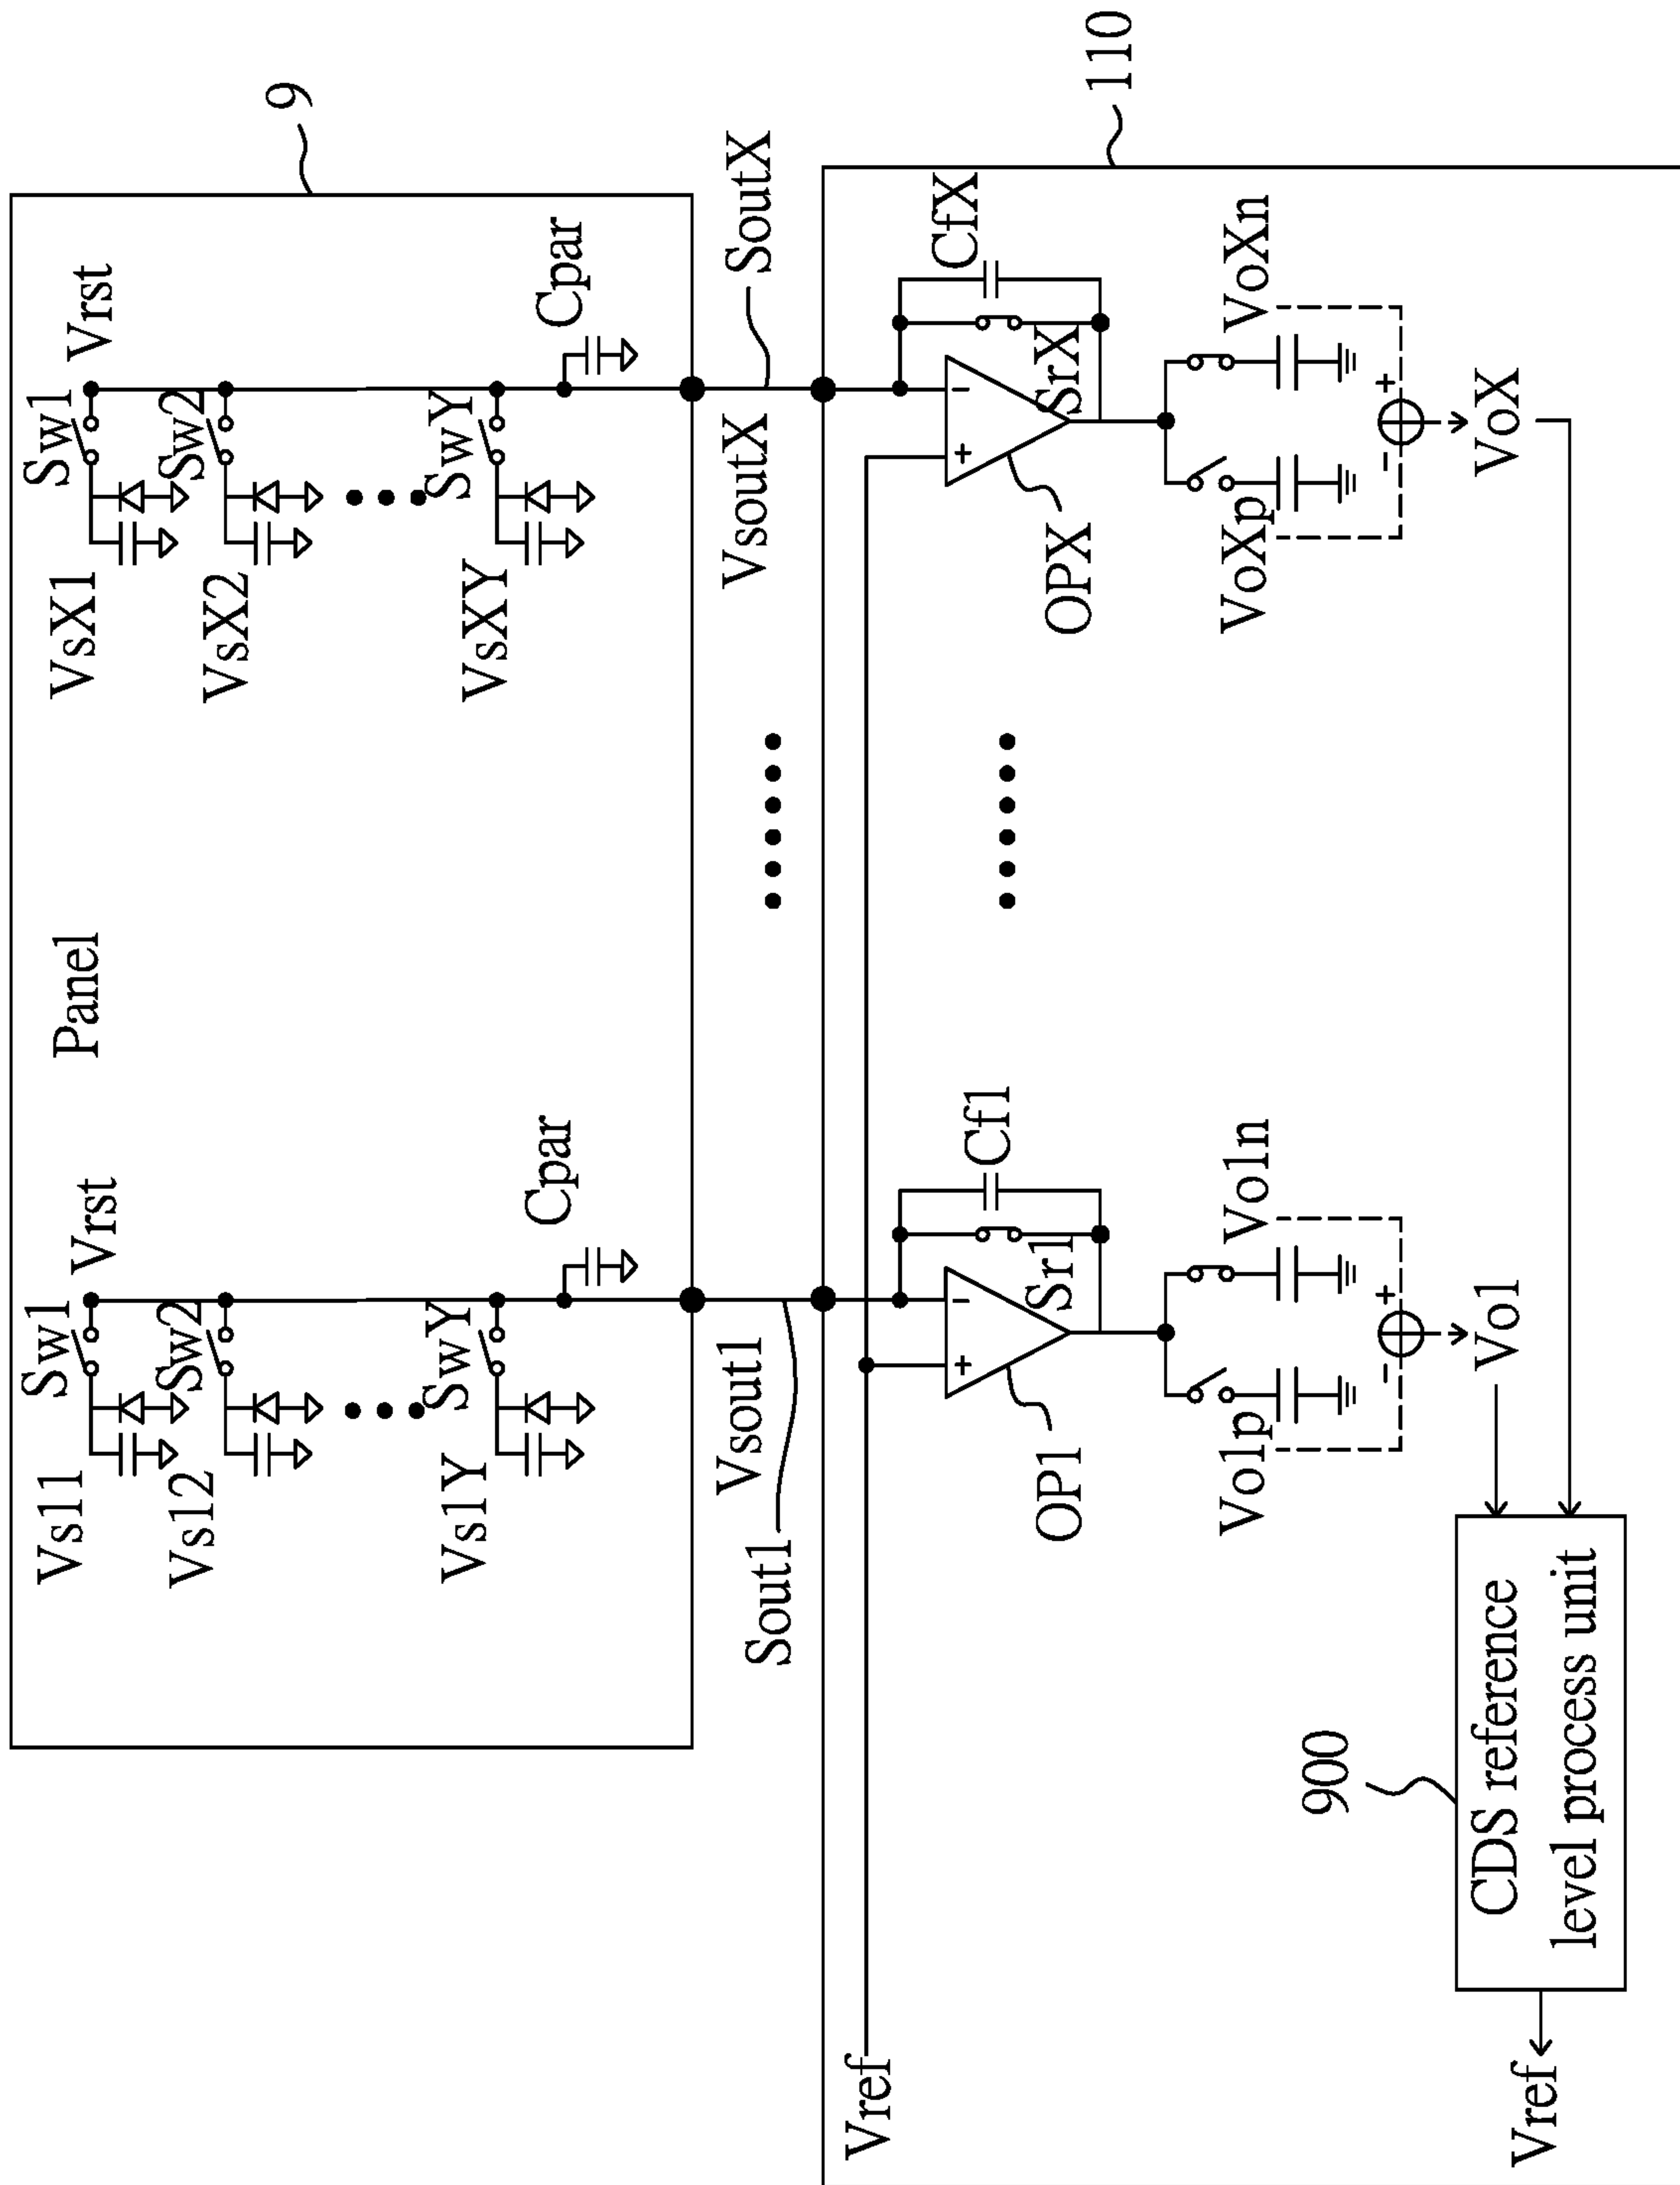 Panel
9
Vs11
Sw1
Vrst
Vs12
Sw2
Vs1Y
SwY
Cpar
VsX1
Sw1
Vrst
VsX2
Sw2
VsXY
SwY
Cpar
Sout1
Vsout1
VsoutX
SoutX
110
Vref
OP1
+
-
Sr1
Cf1
OPX
+
-
SrX
CfX
Vo1p
Vo1n
-
+
Vo1
VoXp
VoXn
-
+
VoX
900
CDS reference
level process unit
Vref